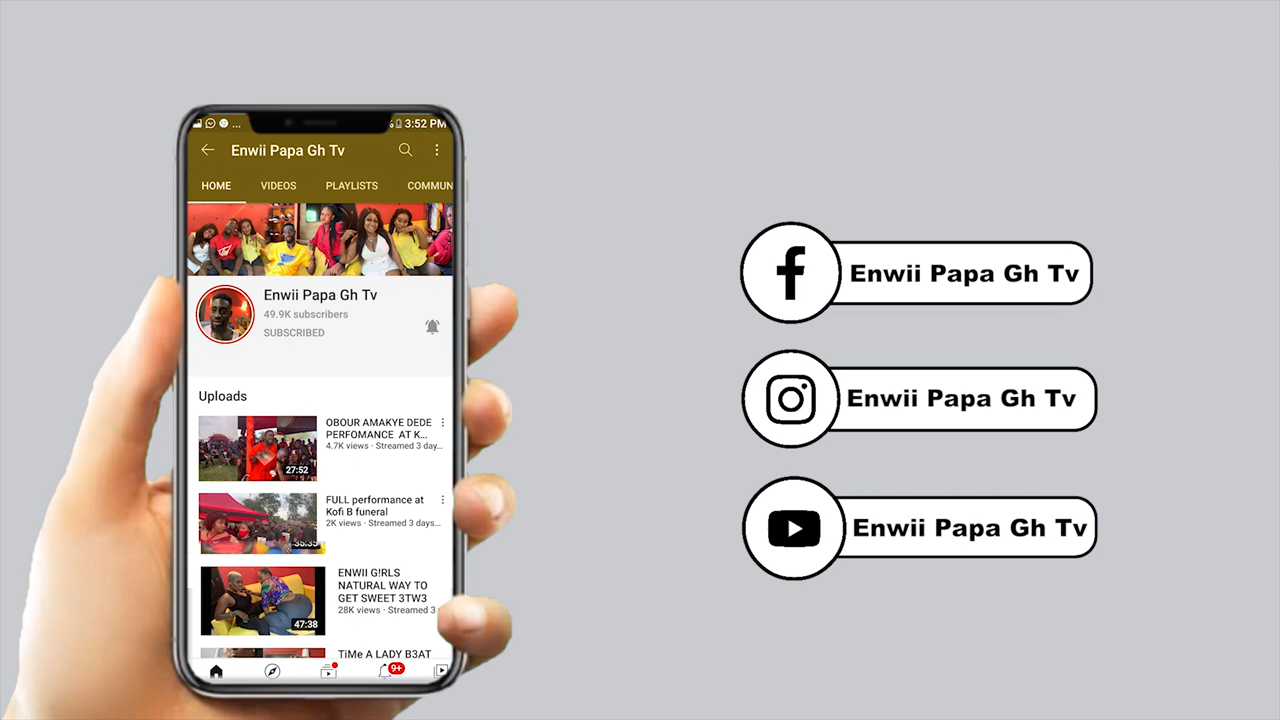 3:52 PM
Enwii Papa Gh Tv
HOME VIDEOS PLAYLISTS COMMUN
Enwii Papa Gh Tv
49.9K subscribers
SUBSCRIBED
Uploads
OBOUR AMAKYE DEDE
PERFOMANCE AT K...
4.7K views · Streamed 3 day...
27:52
FULL performance at
Kofi B funeral
2K views · Streamed 3 days...
35:35
ENWII G!RLS
NATURAL WAY TO
GET SWEET 3TW3
28K views · Streamed 3
47:38
TiMe A LADY B3AT
9+
Enwii Papa Gh Tv
Enwii Papa Gh Tv
Enwii Papa Gh Tv